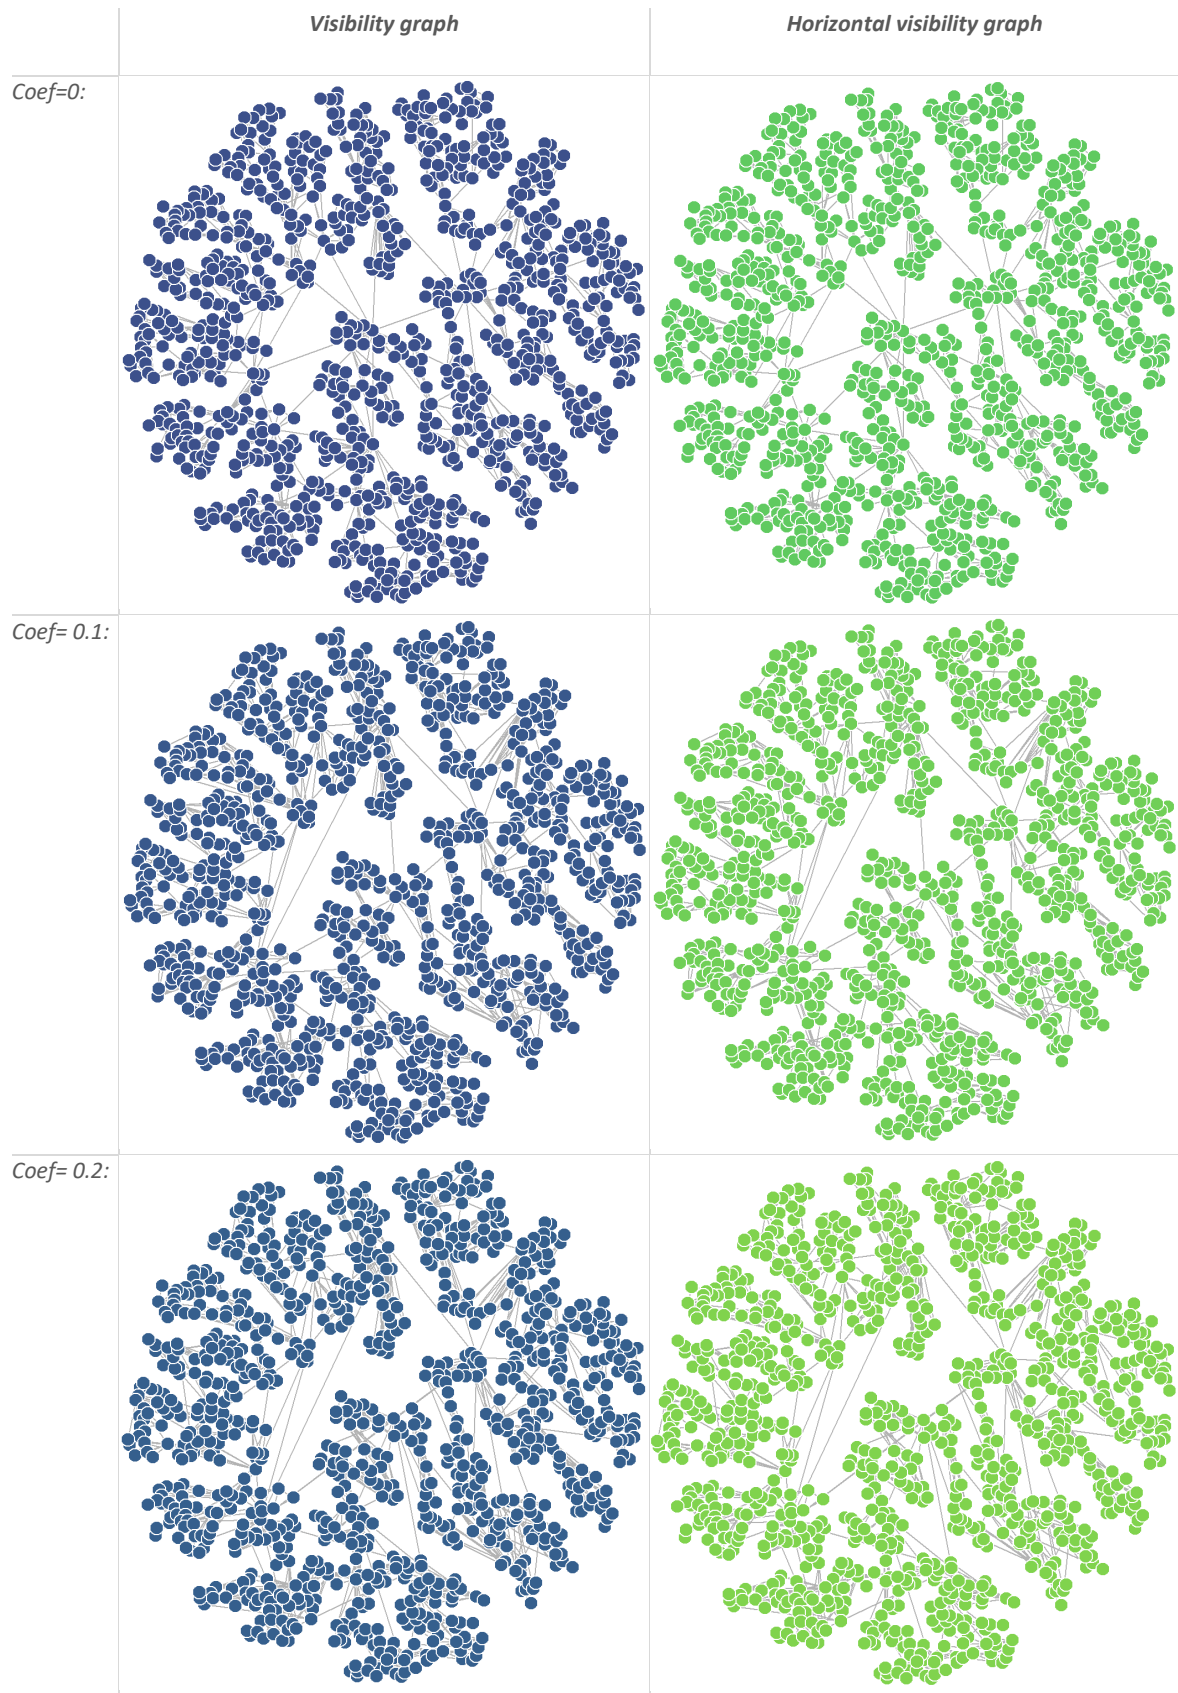 Visibility graph
Horizontal visibility graph
Coef=0:
Coef= 0.1:
Coef= 0.2: